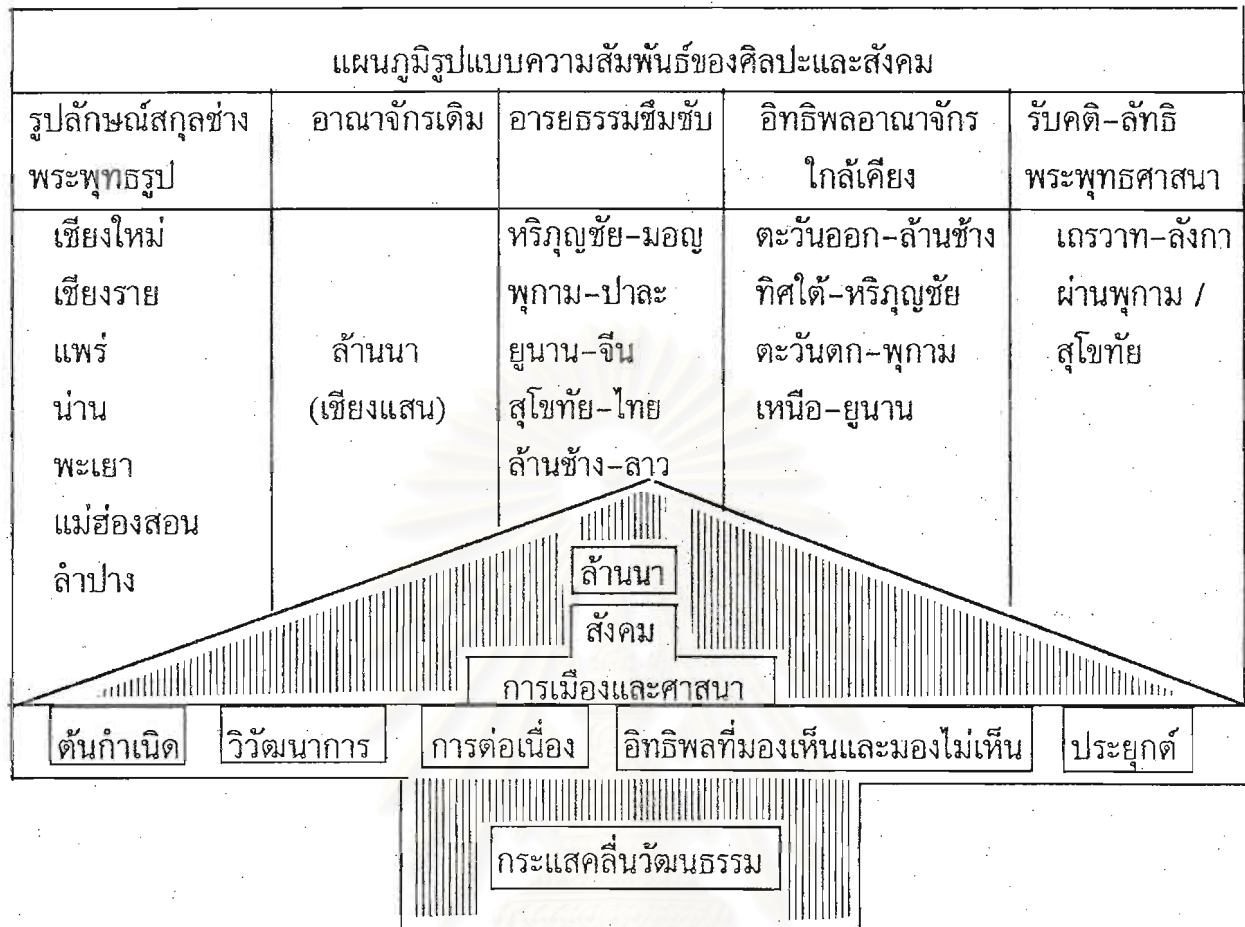 แผนภูมิรูปแบบความสัมพันธ์ของศิลปะและสังคม
รูปลักษณ์สกุลช่าง
พระพุทธรูป
อาณาจักรเดิม
อารยธรรมซึมซับ
อิทธิพลอาณาจักร
ใกล้เคียง
รับคติ-ลัทธิ
พระพุทธศาสนา
เชียงใหม่
เชียงราย
แพร่
น่าน
พะเยา
แม่ฮ่องสอน
ลำปาง
ล้านนา
(เชียงแสน)
หริภุญชัย-มอญ
พุกาม-ปาละ
ยูนาน-จีน
สุโขทัย-ไทย
ล้านช้าง-ลาว
ตะวันออก-ล้านช้าง
ทิศใต้-หริภุญชัย
ตะวันตก-พุกาม
เหนือ-ยูนาน
เถรวาท-ลังกา
ผ่านพุกาม /
สุโขทัย
ล้านนา
สังคม
การเมืองและศาสนา
ต้นกำเนิด
วิวัฒนาการ
การต่อเนื่อง
อิทธิพลที่มองเห็นและมองไม่เห็น
ประยุกต์
กระแสคลื่นวัฒนธรรม